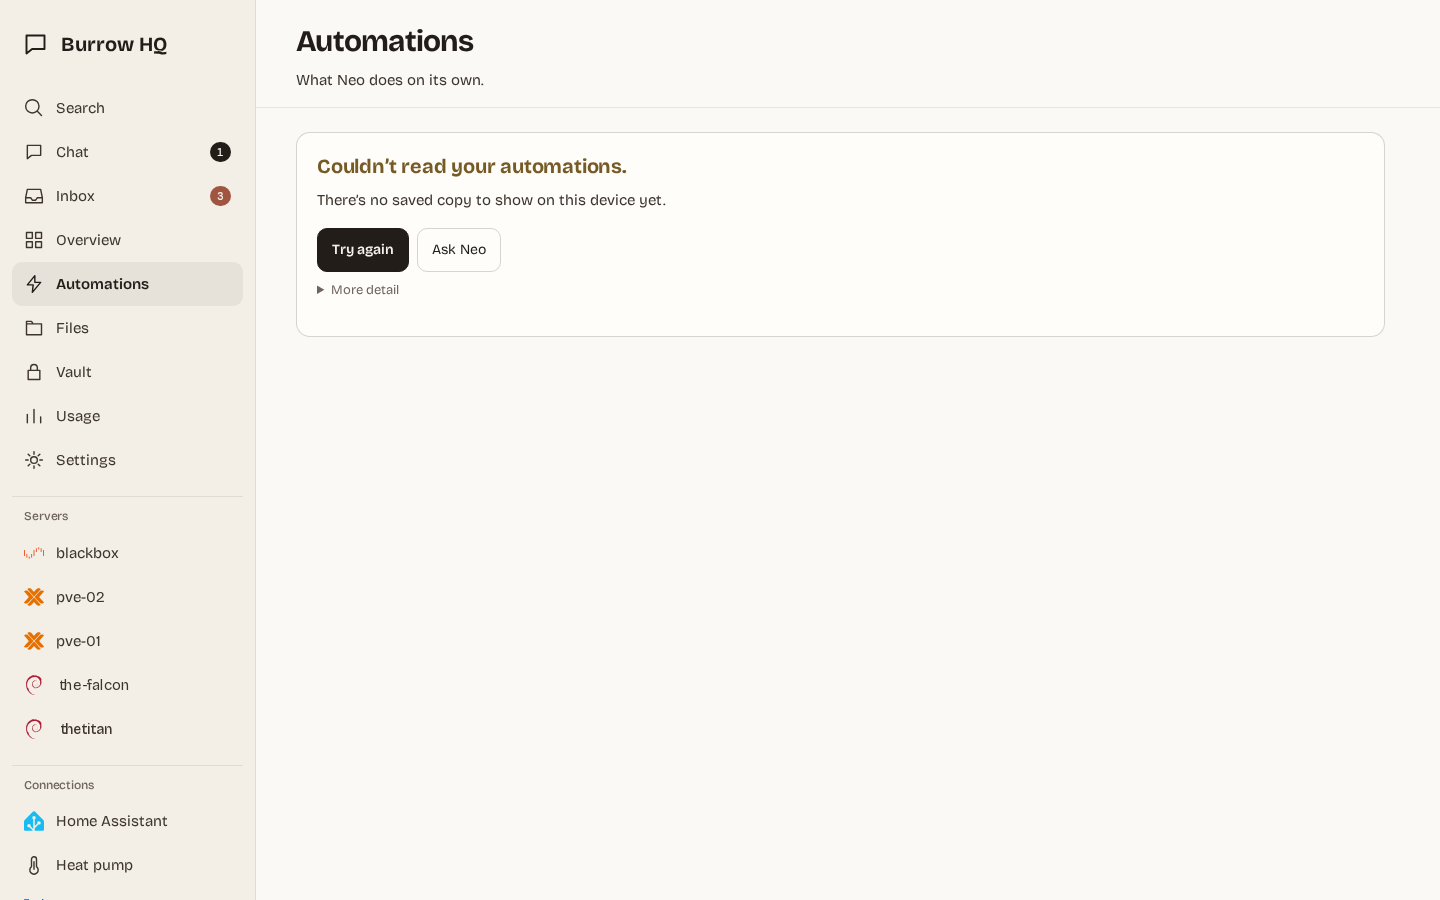 Burrow HQ
Search
Chat 1
Inbox 3
Overview
Automations
Files
Vault
Usage
Settings
Servers
blackbox
pve-02
pve-01
the-falcon
thetitan
Connections
Home Assistant
Heat pump
Automations
What Neo does on its own.
Couldn’t read your automations.
There’s no saved copy to show on this device yet.
Try again Ask Neo
More detail